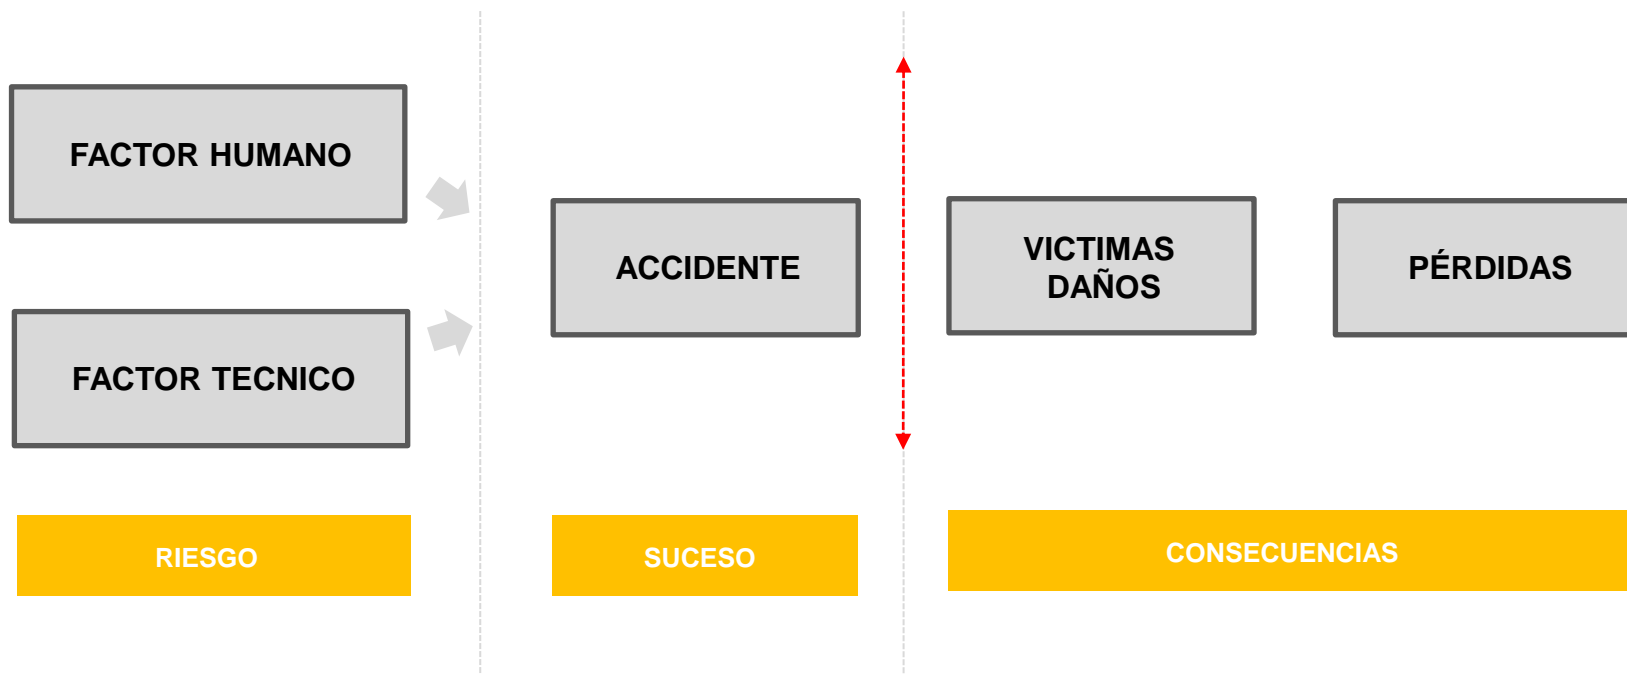 FACTOR HUMANO
FACTOR TECNICO
ACCIDENTE
VICTIMAS
DAÑOS
PÉRDIDAS
RIESGO
SUCESO
CONSECUENCIAS